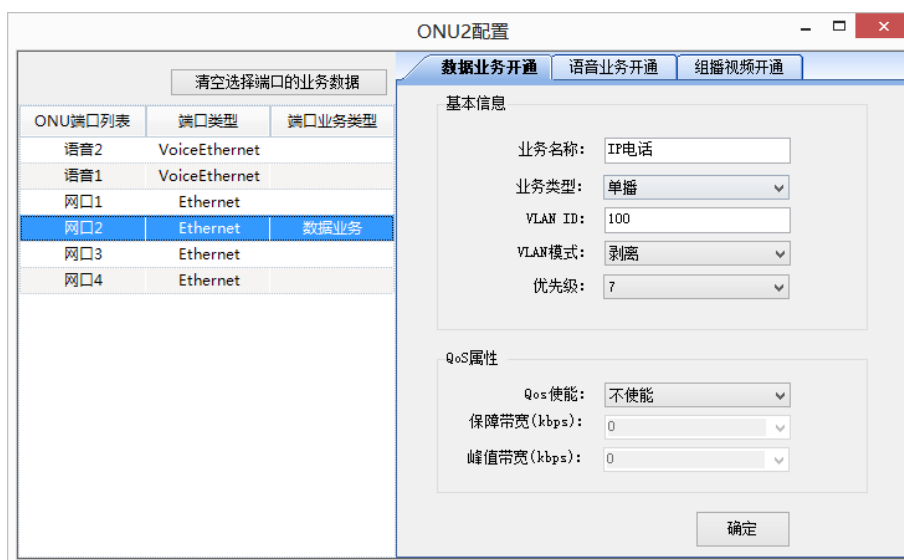 ONU2配置
清空选择端口的业务数据
ONU端口列表 端口类型 端口业务类型
语音2 VoiceEthernet
语音1 VoiceEthernet
网口1 Ethernet
网口2 Ethernet 数据业务
网口3 Ethernet
网口4 Ethernet
数据业务开通 语音业务开通 组播视频开通
基本信息
业务名称: IP电话
业务类型: 单播
VLAN ID: 100
VLAN模式: 剥离
优先级: 7
QoS属性
Qos使能: 不使能
保障带宽(kbps): 0
峰值带宽(kbps): 0
确定